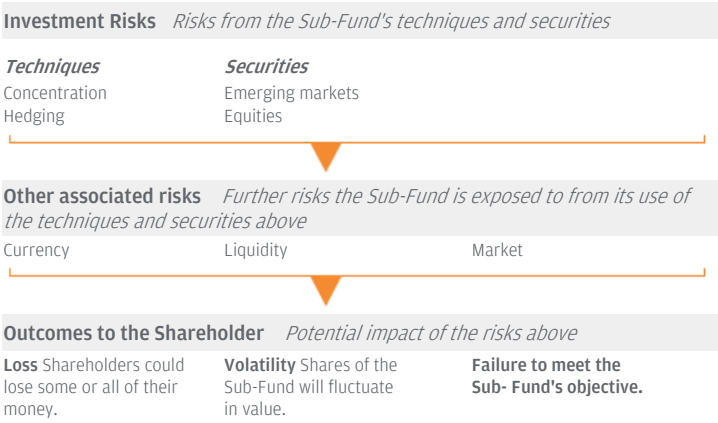 Investment Risks Risks from the Sub-Fund's techniques and securities
Techniques Securities
Concentration Emerging markets
Hedging Equities
Other associated risks Further risks the Sub-Fund is exposed to from its use of
the techniques and securities above
Currency Liquidity Market
Outcomes to the Shareholder Potential impact of the risks above
Loss Shareholders could Volatility Shares of the Failure to meet the
lose some or all of their Sub-Fund will fluctuate Sub- Fund's objective.
money. in value.